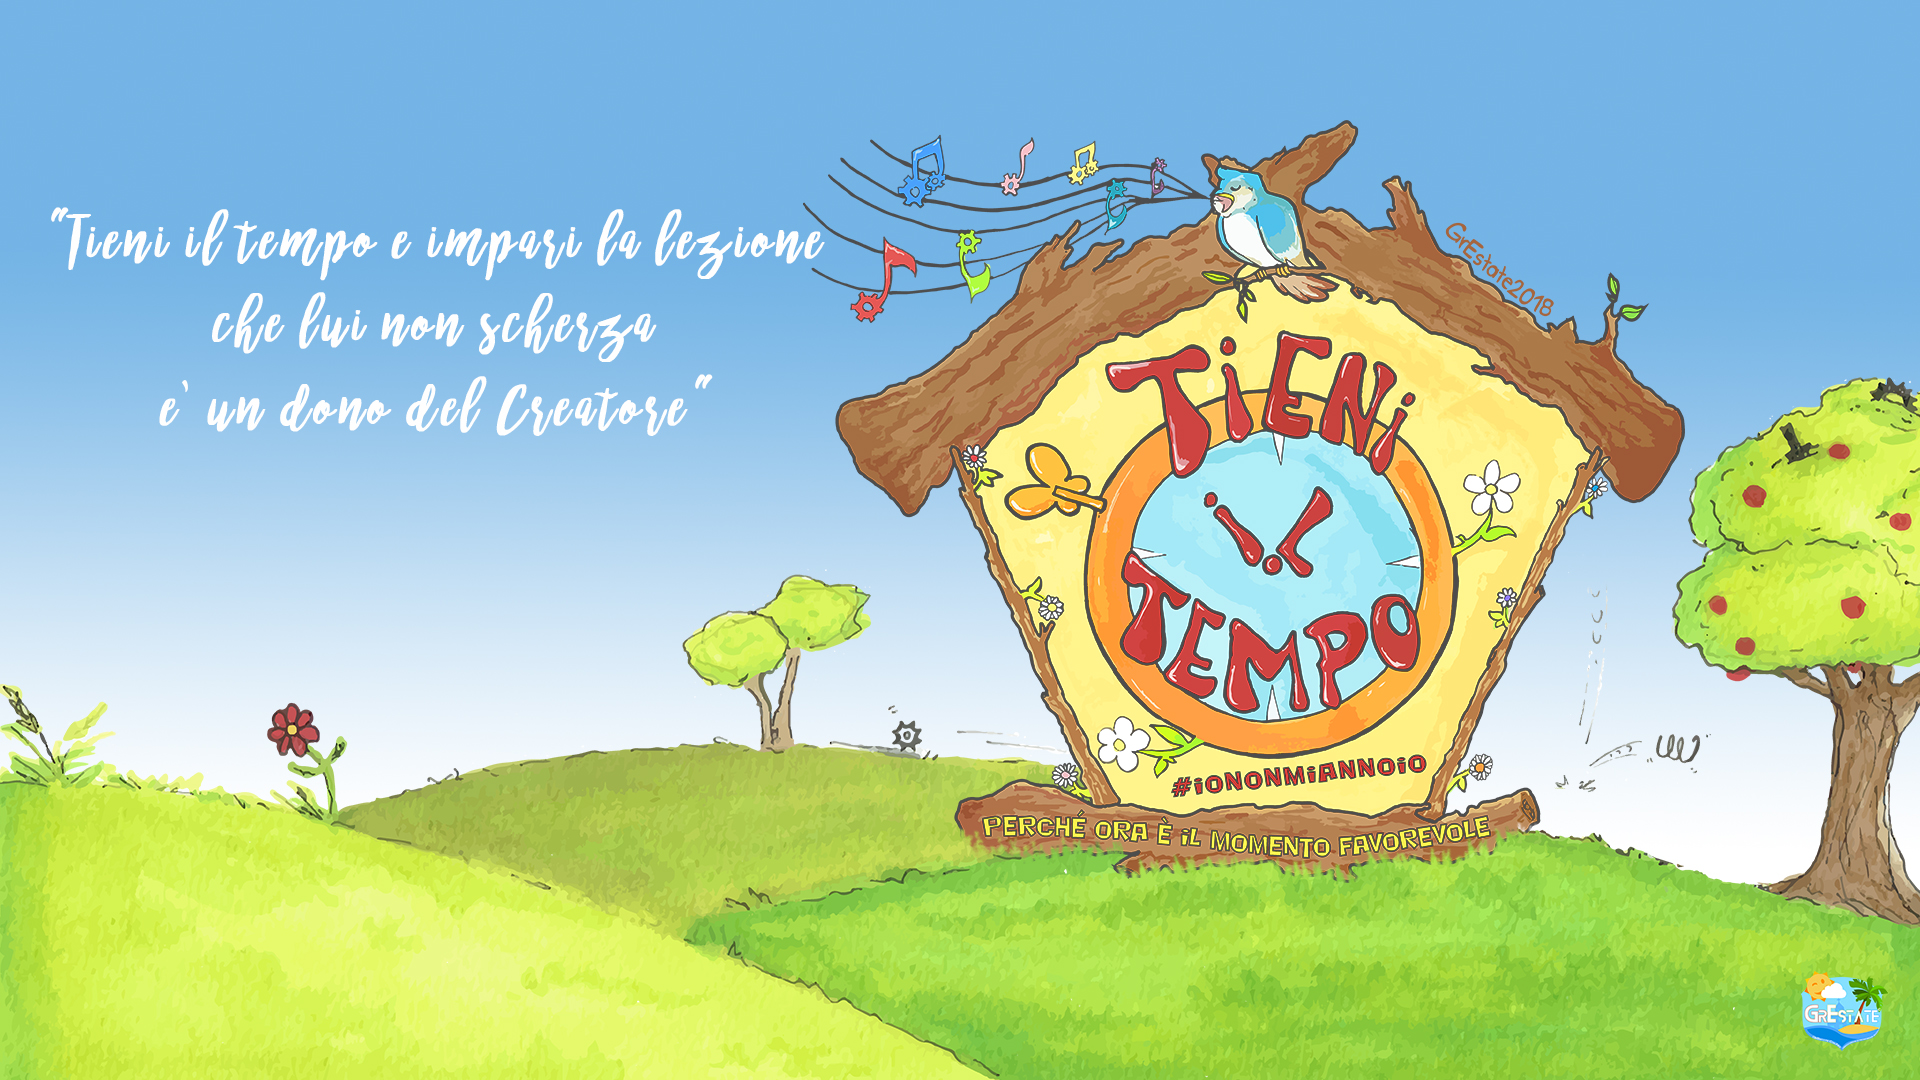 "Tieni il tempo e impari la lezione
che lui non scherza
e' un dono del Creatore"
GrEstate2018
TiENi
iL
TEMPO
#iONONMiANNOiO
PERCHÉ ORA È iL MOMENTO FAVOREVOLE
GRESTATE